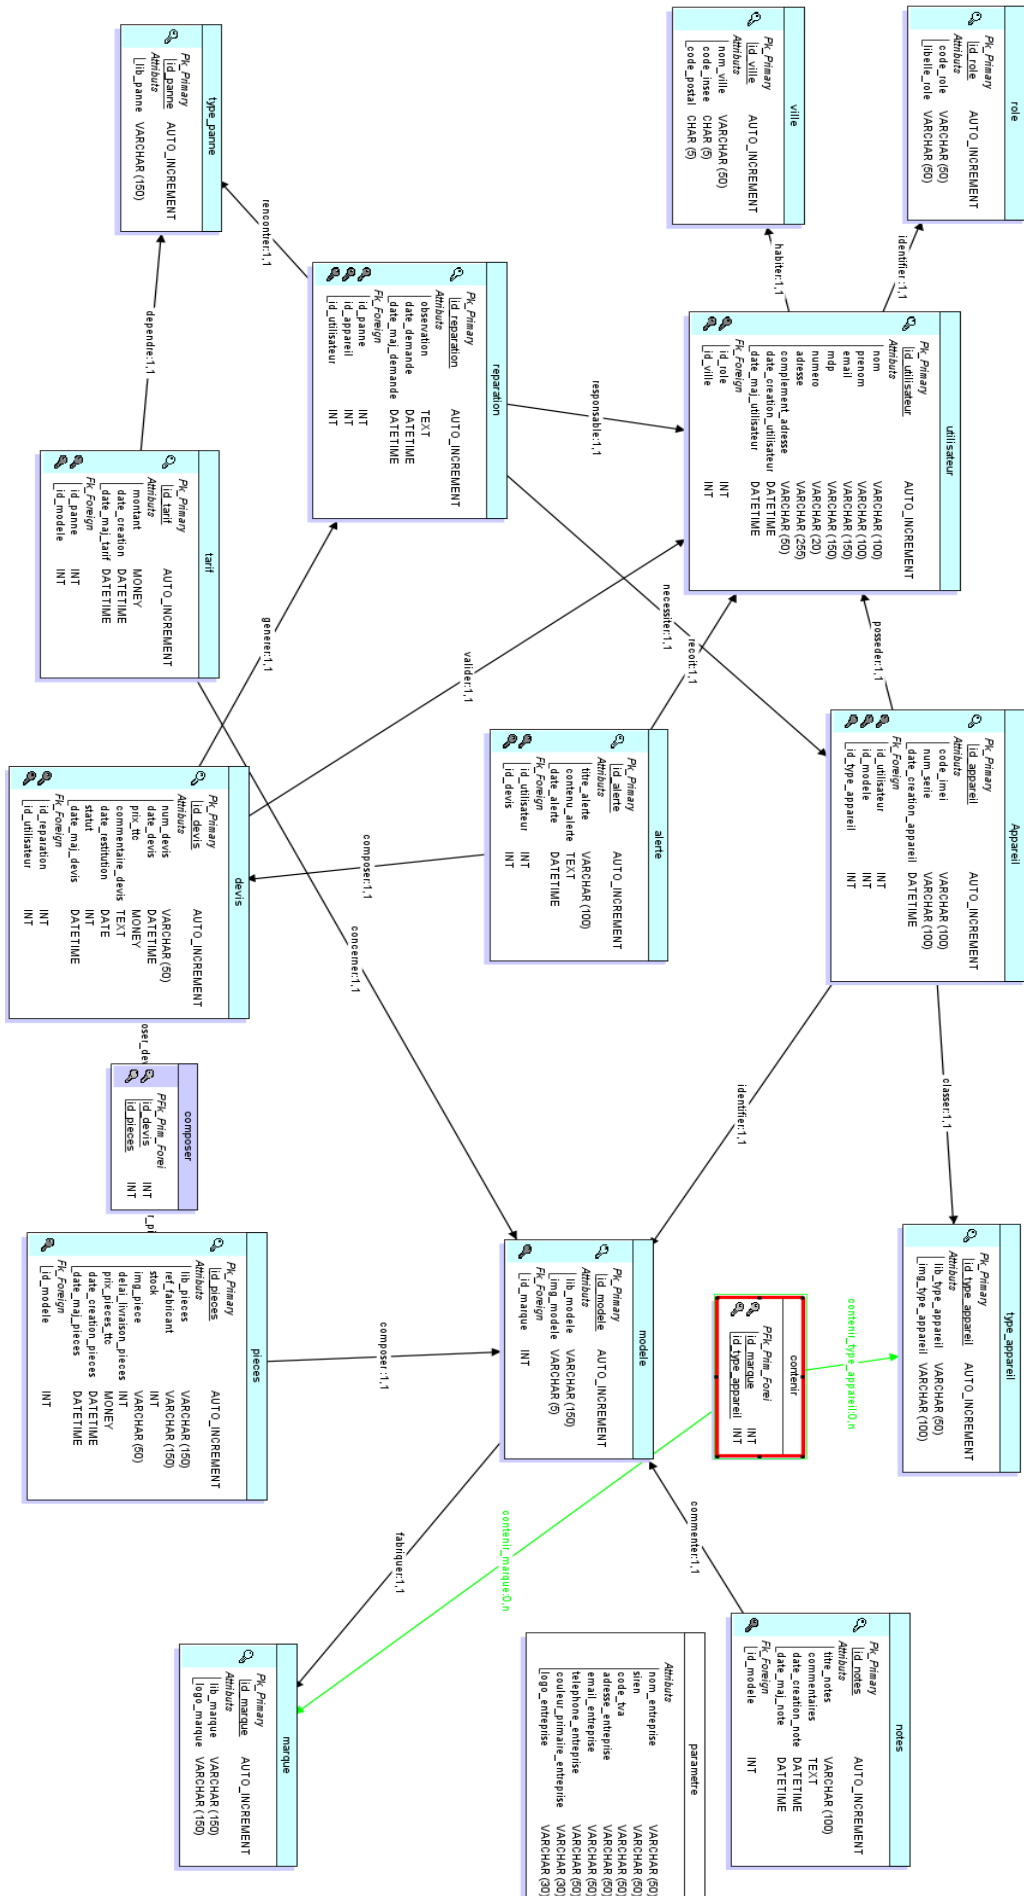 role
Pk_Primary
id_role AUTO_INCREMENT
Attributs
code_role VARCHAR (50)
libelle_role VARCHAR (50)
ville
Pk_Primary
id_ville AUTO_INCREMENT
Attributs
nom_ville VARCHAR (50)
code_insee CHAR (5)
code_postal CHAR (5)
type_panne
Pk_Primary
id_panne AUTO_INCREMENT
Attributs
lib_panne VARCHAR (150)
identifier :1,1
habiter:1,1
rencontrer:1,1
utilisateur
Pk_Primary
id_utilisateur AUTO_INCREMENT
Attributs
nom VARCHAR (100)
prenom VARCHAR (100)
email VARCHAR (150)
mdp VARCHAR (150)
numero VARCHAR (20)
adresse VARCHAR (255)
complement_adresse VARCHAR (50)
date_creation_utilisateur DATETIME
date_maj_utilisateur DATETIME
Fk_Foreign
id_role INT
id_ville INT
reparation
Pk_Primary
id_reparation AUTO_INCREMENT
Attributs
observation TEXT
date_demande DATETIME
date_maj_demande DATETIME
Fk_Foreign
id_panne INT
id_appareil INT
id_utilisateur INT
dependre:1,1
responsable:1,1
tarif
Pk_Primary
id_tarif AUTO_INCREMENT
Attributs
montant MONEY
date_creation DATETIME
date_maj_tarif DATETIME
Fk_Foreign
id_panne INT
id_modele INT
posseder:1,1
necessiter:1,1
recoit:1,1
valider:1,1
generer:1,1
Appareil
Pk_Primary
id_appareil AUTO_INCREMENT
Attributs
code_imei VARCHAR (100)
num_serie VARCHAR (100)
date_creation_appareil DATETIME
Fk_Foreign
id_utilisateur INT
id_modele INT
id_type_appareil INT
alerte
Pk_Primary
id_alerte AUTO_INCREMENT
Attributs
titre_alerte VARCHAR (100)
contenu_alerte TEXT
date_alerte DATETIME
Fk_Foreign
id_utilisateur INT
id_devis INT
devis
Pk_Primary
id_devis AUTO_INCREMENT
Attributs
num_devis VARCHAR (50)
date_devis DATETIME
prix_ttc MONEY
commentaire_devis TEXT
date_restitution DATE
statut INT
date_maj_devis DATETIME
Fk_Foreign
id_reparation INT
id_utilisateur INT
composer:1,1
concerner:1,1
classer:1,1
identifier:1,1
oser_dev
composer
PFk_Prim_Forei
id_devis INT
id_pieces INT
r_pi
type_appareil
Pk_Primary
id_type_appareil AUTO_INCREMENT
Attributs
lib_type_appareil VARCHAR (50)
img_type_appareil VARCHAR (100)
contenir_type_appareil:0,n
contenir
PFk_Prim_Forei
id_marque INT
id_type_appareil INT
modele
Pk_Primary
id_modele AUTO_INCREMENT
Attributs
lib_modele VARCHAR (150)
img_modele VARCHAR (5)
Fk_Foreign
id_marque INT
composer :1,1
pieces
Pk_Primary
id_pieces AUTO_INCREMENT
Attributs
lib_pieces VARCHAR (150)
ref_fabricant VARCHAR (150)
stock INT
img_piece VARCHAR (50)
delai_livraison_pieces INT
prix_pieces_ttc MONEY
date_creation_pieces DATETIME
date_maj_pieces DATETIME
Fk_Foreign
id_modele INT
commenter:1,1
contenir_marque:0,n
fabriquer:1,1
notes
Pk_Primary
id_notes AUTO_INCREMENT
Attributs
titre_notes VARCHAR (100)
commentaires TEXT
date_creation_note DATETIME
date_maj_note DATETIME
Fk_Foreign
id_modele INT
parametre
Attributs
nom_entreprise VARCHAR (50)
siren VARCHAR (50)
code_tva VARCHAR (50)
adresse_entreprise VARCHAR (50)
email_entreprise VARCHAR (50)
telephone_entreprise VARCHAR (50)
couleur_primaire_entreprise VARCHAR (30)
logo_entreprise VARCHAR (30)
marque
Pk_Primary
id_marque AUTO_INCREMENT
Attributs
lib_marque VARCHAR (150)
logo_marque VARCHAR (150)